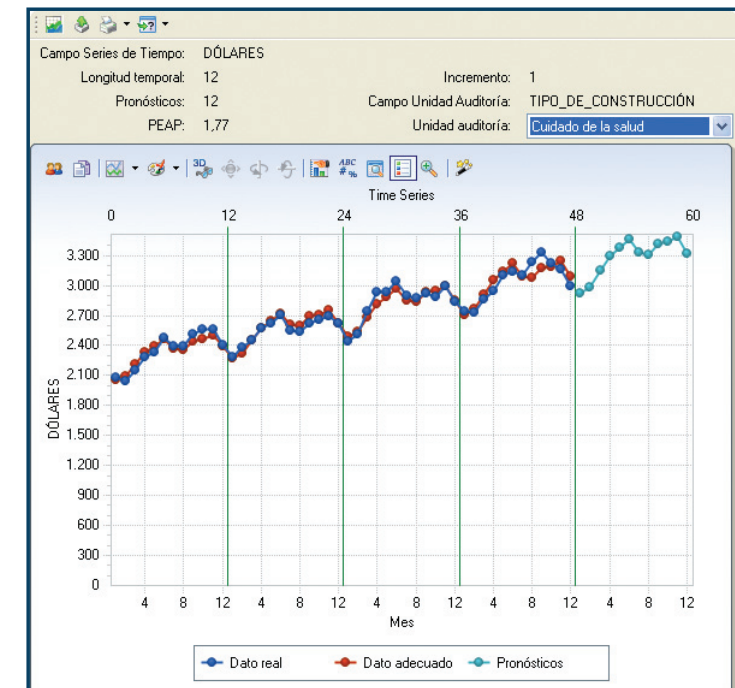 Campo Series de Tiempo: DÓLARES
Longitud temporal: 12 Incremento: 1
Pronósticos: 12 Campo Unidad Auditoría: TIPO_DE_CONSTRUCCIÓN
PEAP: 1,77 Unidad auditoría: Cuidado de la salud
3D ABC # %
Time Series
0 12 24 36 48 60
3.300
3.000
2.700
2.400
2.100
1.800
1.500
1.200
900
600
300
0
DÓLARES
4 8 12 4 8 12 4 8 12 4 8 12 4 8 12
Mes
Dato real Dato adecuado Pronósticos